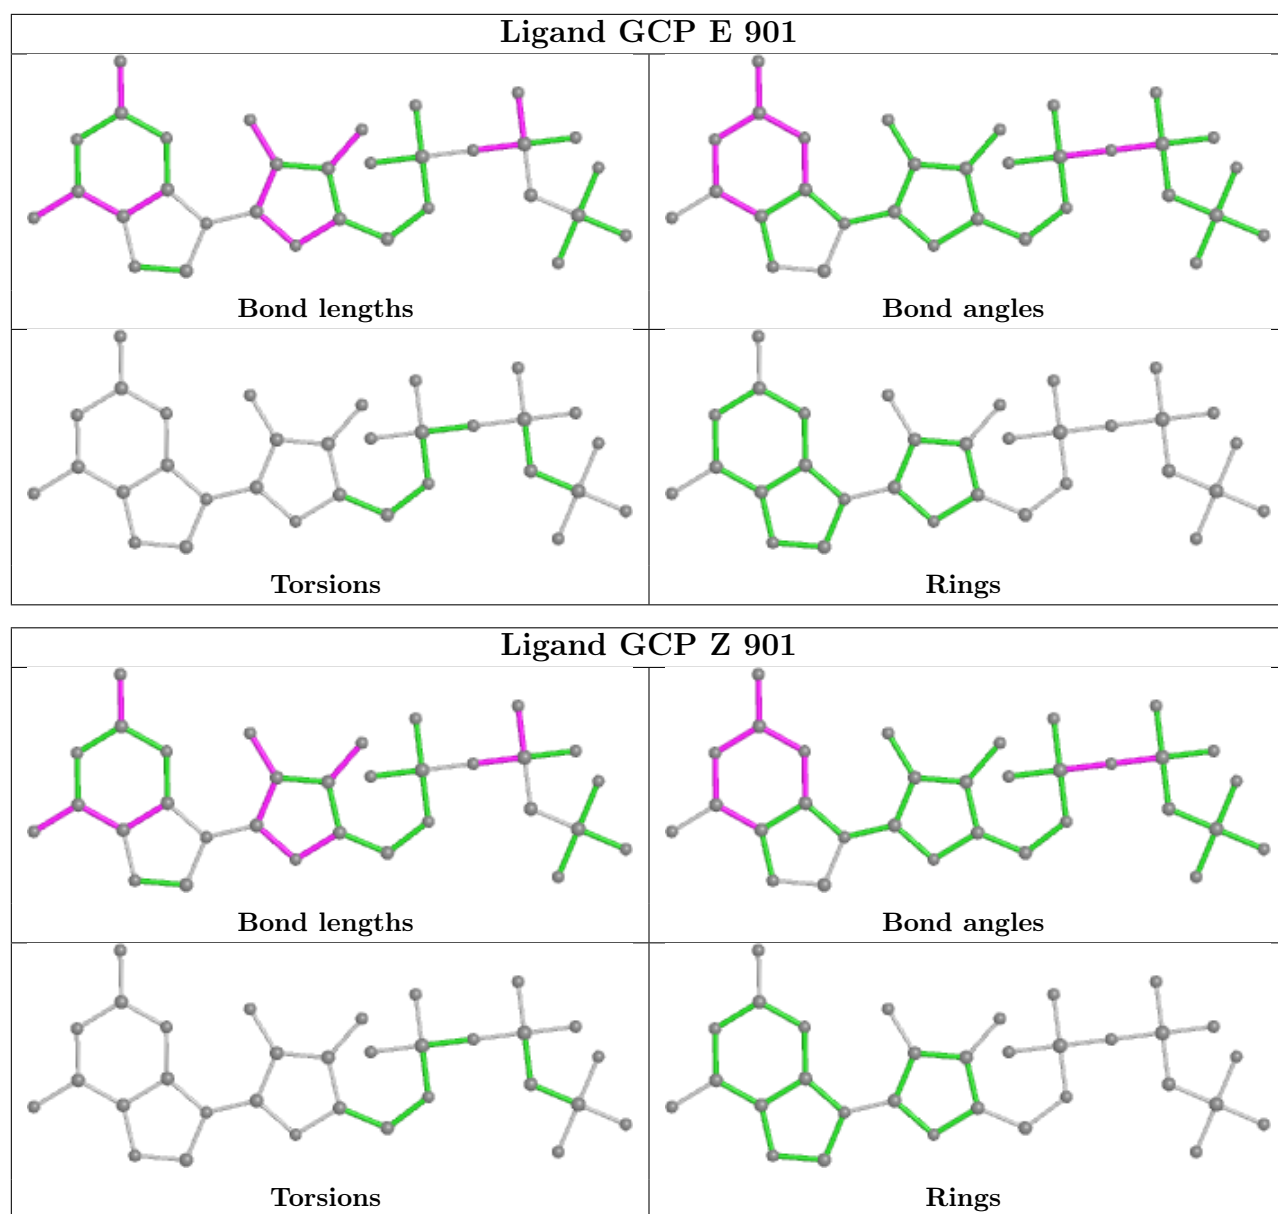 Ligand GCP E 901
Bond lengths
Bond angles
Torsions
Rings
Ligand GCP Z 901
Bond lengths
Bond angles
Torsions
Rings